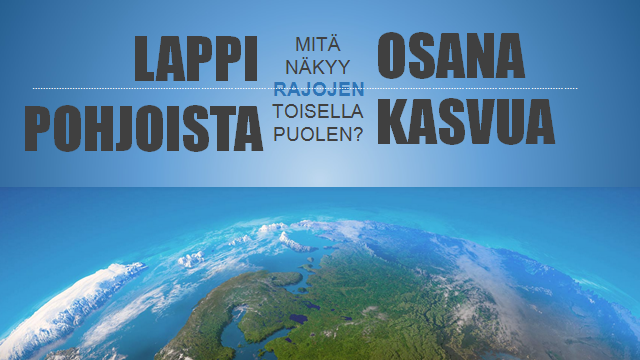 LAPPI
POHJOISTA
MITÄ
NÄKYY
RAJOJEN
TOISELLA
PUOLEN?
OSANA
KASVUA